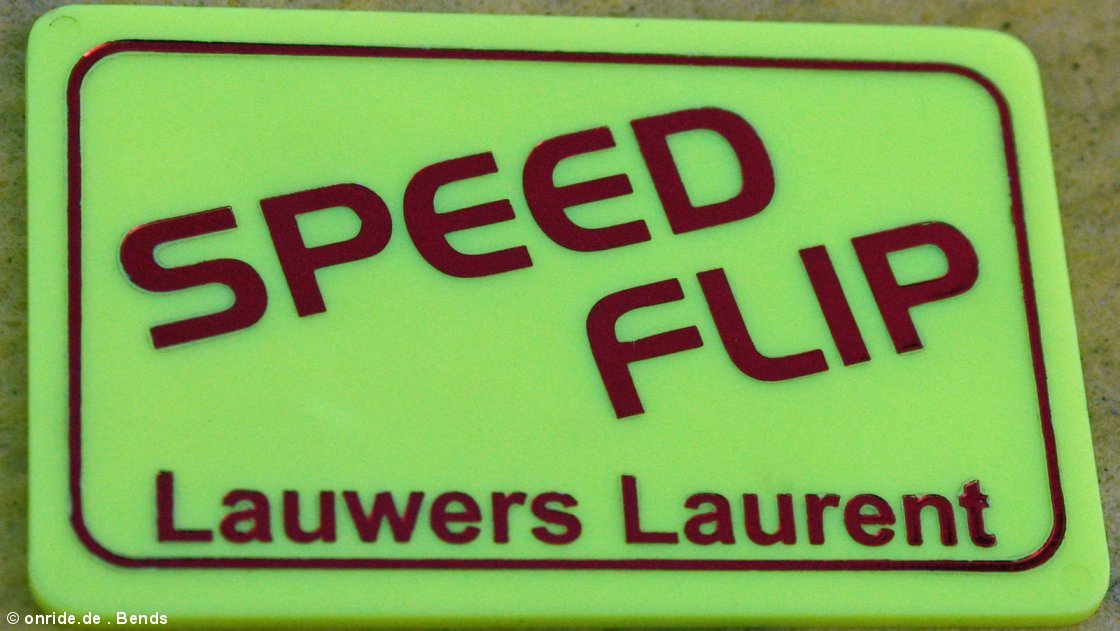 SPEED
FLIP
Lauwers Laurent
© onride.de . Bends